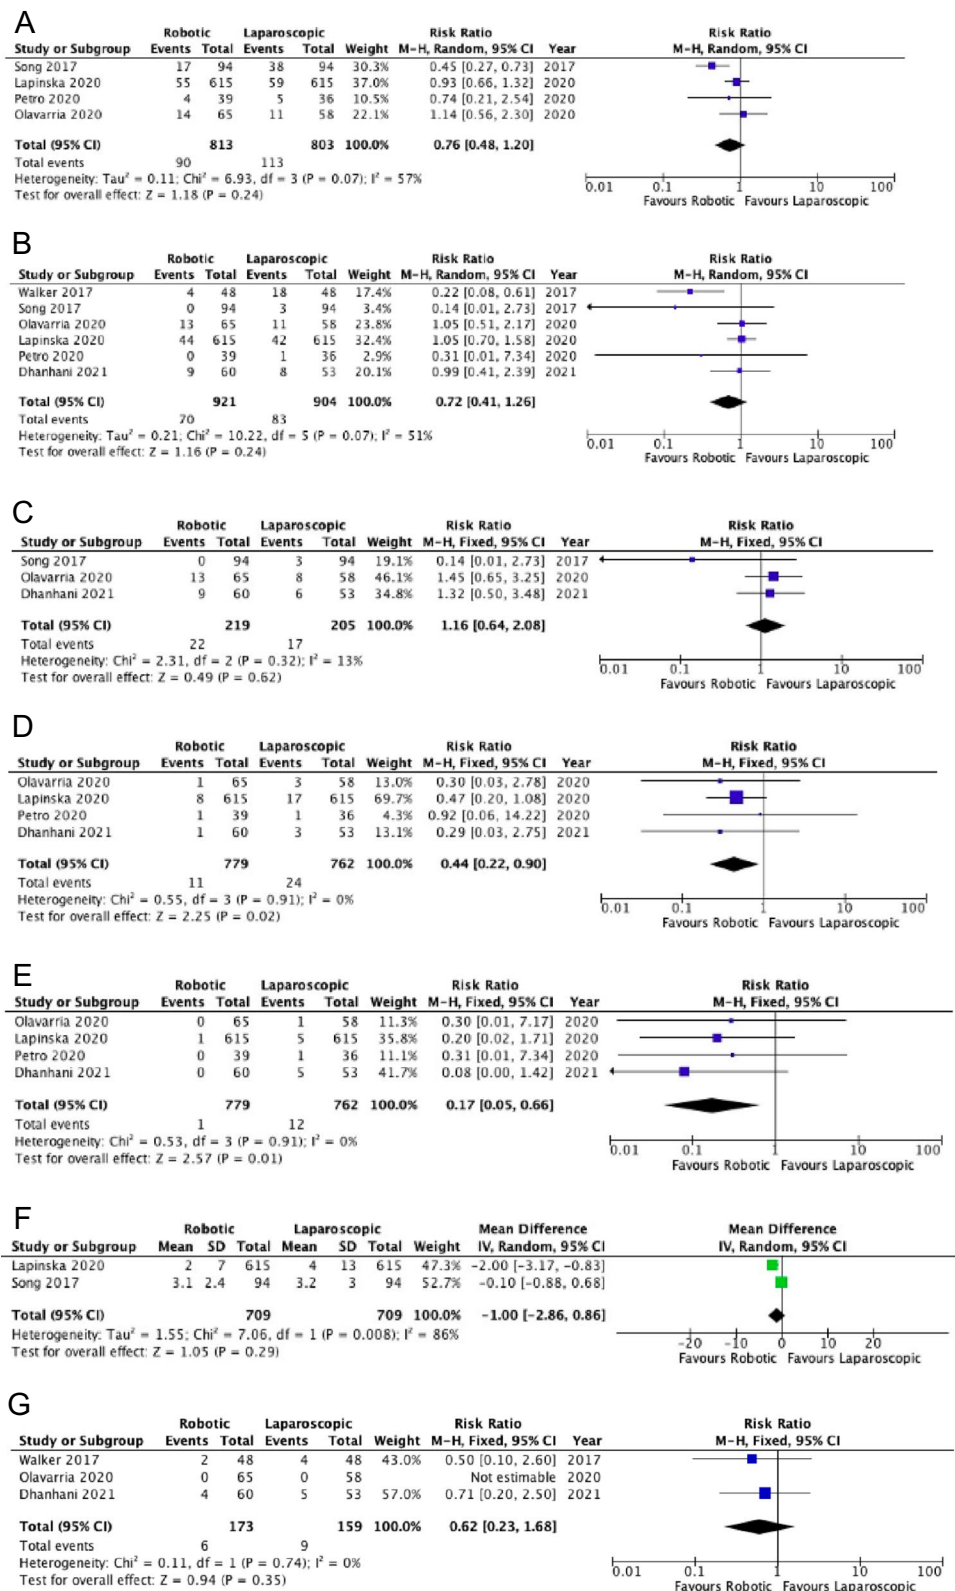 A
Robotic Laparoscopic Risk Ratio Risk Ratio
Study or Subgroup Events Total Events Total Weight M-H, Random, 95% CI Year M-H, Random, 95% CI
Song 2017 17 94 38 94 30.3% 0.45 [0.27, 0.73] 2017
Lapinska 2020 55 615 59 615 37.0% 0.93 [0.66, 1.32] 2020
Petro 2020 4 39 5 36 10.5% 0.74 [0.21, 2.54] 2020
Olavarria 2020 14 65 11 58 22.1% 1.14 [0.56, 2.30] 2020
Total (95% CI) 813 803 100.0% 0.76 [0.48, 1.20]
Total events 90 113
Heterogeneity: Tau² = 0.11; Chi² = 6.93, df = 3 (P = 0.07); I² = 57%
Test for overall effect: Z = 1.18 (P = 0.24)
0.01 0.1 1 10 100
Favours Robotic Favours Laparoscopic
B
Robotic Laparoscopic Risk Ratio Risk Ratio
Study or Subgroup Events Total Events Total Weight M-H, Random, 95% CI Year M-H, Random, 95% CI
Walker 2017 4 48 18 48 17.4% 0.22 [0.08, 0.61] 2017
Song 2017 0 94 3 94 3.4% 0.14 [0.01, 2.73] 2017
Olavarria 2020 13 65 11 58 23.8% 1.05 [0.51, 2.17] 2020
Lapinska 2020 44 615 42 615 32.4% 1.05 [0.70, 1.58] 2020
Petro 2020 0 39 1 36 2.9% 0.31 [0.01, 7.34] 2020
Dhanhani 2021 9 60 8 53 20.1% 0.99 [0.41, 2.39] 2021
Total (95% CI) 921 904 100.0% 0.72 [0.41, 1.26]
Total events 70 83
Heterogeneity: Tau² = 0.21; Chi² = 10.22, df = 5 (P = 0.07); I² = 51%
Test for overall effect: Z = 1.16 (P = 0.24)
0.01 0.1 1 10 100
Favours Robotic Favours Laparoscopic
C
Robotic Laparoscopic Risk Ratio Risk Ratio
Study or Subgroup Events Total Events Total Weight M-H, Fixed, 95% CI Year M-H, Fixed, 95% CI
Song 2017 0 94 3 94 19.1% 0.14 [0.01, 2.73] 2017
Olavarria 2020 13 65 8 58 46.1% 1.45 [0.65, 3.25] 2020
Dhanhani 2021 9 60 6 53 34.8% 1.32 [0.50, 3.48] 2021
Total (95% CI) 219 205 100.0% 1.16 [0.64, 2.08]
Total events 22 17
Heterogeneity: Chi² = 2.31, df = 2 (P = 0.32); I² = 13%
Test for overall effect: Z = 0.49 (P = 0.62)
0.01 0.1 1 10 100
Favours Robotic Favours Laparoscopic
D
Robotic Laparoscopic Risk Ratio Risk Ratio
Study or Subgroup Events Total Events Total Weight M-H, Fixed, 95% CI Year M-H, Fixed, 95% CI
Olavarria 2020 1 65 3 58 13.0% 0.30 [0.03, 2.78] 2020
Lapinska 2020 8 615 17 615 69.7% 0.47 [0.20, 1.08] 2020
Petro 2020 1 39 1 36 4.3% 0.92 [0.06, 14.22] 2020
Dhanhani 2021 1 60 3 53 13.1% 0.29 [0.03, 2.75] 2021
Total (95% CI) 779 762 100.0% 0.44 [0.22, 0.90]
Total events 11 24
Heterogeneity: Chi² = 0.55, df = 3 (P = 0.91); I² = 0%
Test for overall effect: Z = 2.25 (P = 0.02)
0.01 0.1 1 10 100
Favours Robotic Favours Laparoscopic
E
Robotic Laparoscopic Risk Ratio Risk Ratio
Study or Subgroup Events Total Events Total Weight M-H, Fixed, 95% CI Year M-H, Fixed, 95% CI
Olavarria 2020 0 65 1 58 11.3% 0.30 [0.01, 7.17] 2020
Lapinska 2020 1 615 5 615 35.8% 0.20 [0.02, 1.71] 2020
Petro 2020 0 39 1 36 11.1% 0.31 [0.01, 7.34] 2020
Dhanhani 2021 0 60 5 53 41.7% 0.08 [0.00, 1.42] 2021
Total (95% CI) 779 762 100.0% 0.17 [0.05, 0.66]
Total events 1 12
Heterogeneity: Chi² = 0.53, df = 3 (P = 0.91); I² = 0%
Test for overall effect: Z = 2.57 (P = 0.01)
0.01 0.1 1 10 100
Favours Robotic Favours Laparoscopic
F
Robotic Laparoscopic Mean Difference Mean Difference
Study or Subgroup Mean SD Total Mean SD Total Weight IV, Random, 95% CI IV, Random, 95% CI
Lapinska 2020 2 7 615 4 13 615 47.3% -2.00 [-3.17, -0.83]
Song 2017 3.1 2.4 94 3.2 3 94 52.7% -0.10 [-0.88, 0.68]
Total (95% CI) 709 709 100.0% -1.00 [-2.86, 0.86]
Heterogeneity: Tau² = 1.55; Chi² = 7.06, df = 1 (P = 0.008); I² = 86%
Test for overall effect: Z = 1.05 (P = 0.29)
-20 -10 0 10 20
Favours Robotic Favours Laparoscopic
G
Robotic Laparoscopic Risk Ratio Risk Ratio
Study or Subgroup Events Total Events Total Weight M-H, Fixed, 95% CI Year M-H, Fixed, 95% CI
Walker 2017 2 48 4 48 43.0% 0.50 [0.10, 2.60] 2017
Olavarria 2020 0 65 0 58 Not estimable 2020
Dhanhani 2021 4 60 5 53 57.0% 0.71 [0.20, 2.50] 2021
Total (95% CI) 173 159 100.0% 0.62 [0.23, 1.68]
Total events 6 9
Heterogeneity: Chi² = 0.11, df = 1 (P = 0.74); I² = 0%
Test for overall effect: Z = 0.94 (P = 0.35)
0.01 0.1 1 10 100
Favours Robotic Favours Laparoscopic